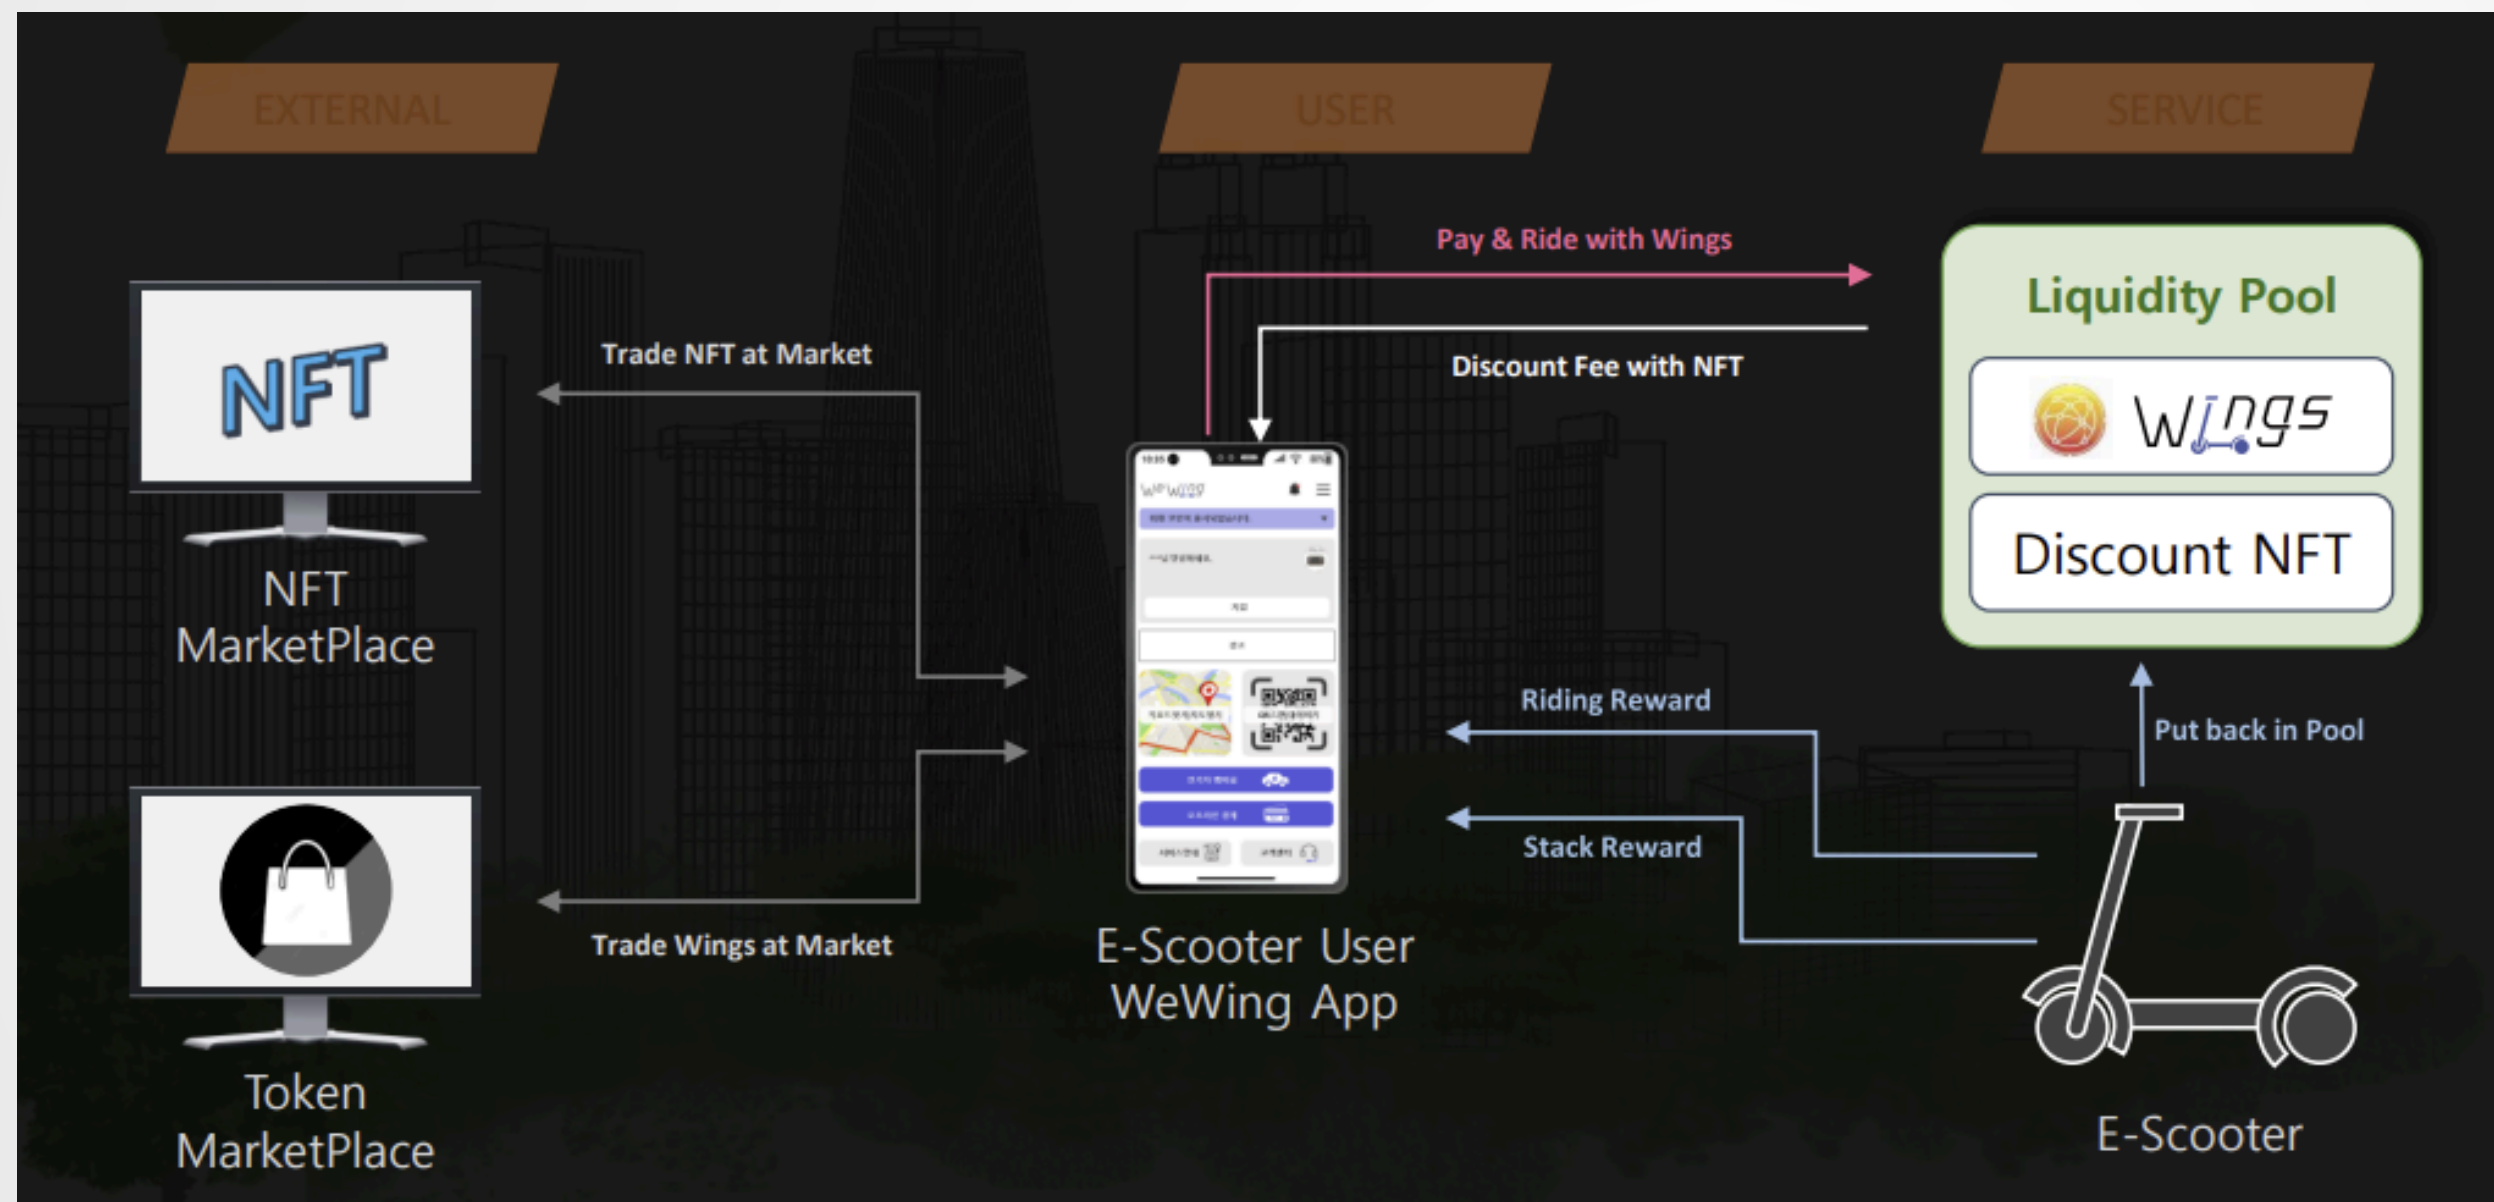 EXTERNAL
USER
SERVICE
Pay & Ride with Wings
Liquidity Pool
Trade NFT at Market
Discount Fee with NFT
NFT
Wings
WeWing
Discount NFT
NFT
MarketPlace
Riding Reward
Put back in Pool
Stack Reward
Trade Wings at Market
E-Scooter User
WeWing App
Token
MarketPlace
E-Scooter